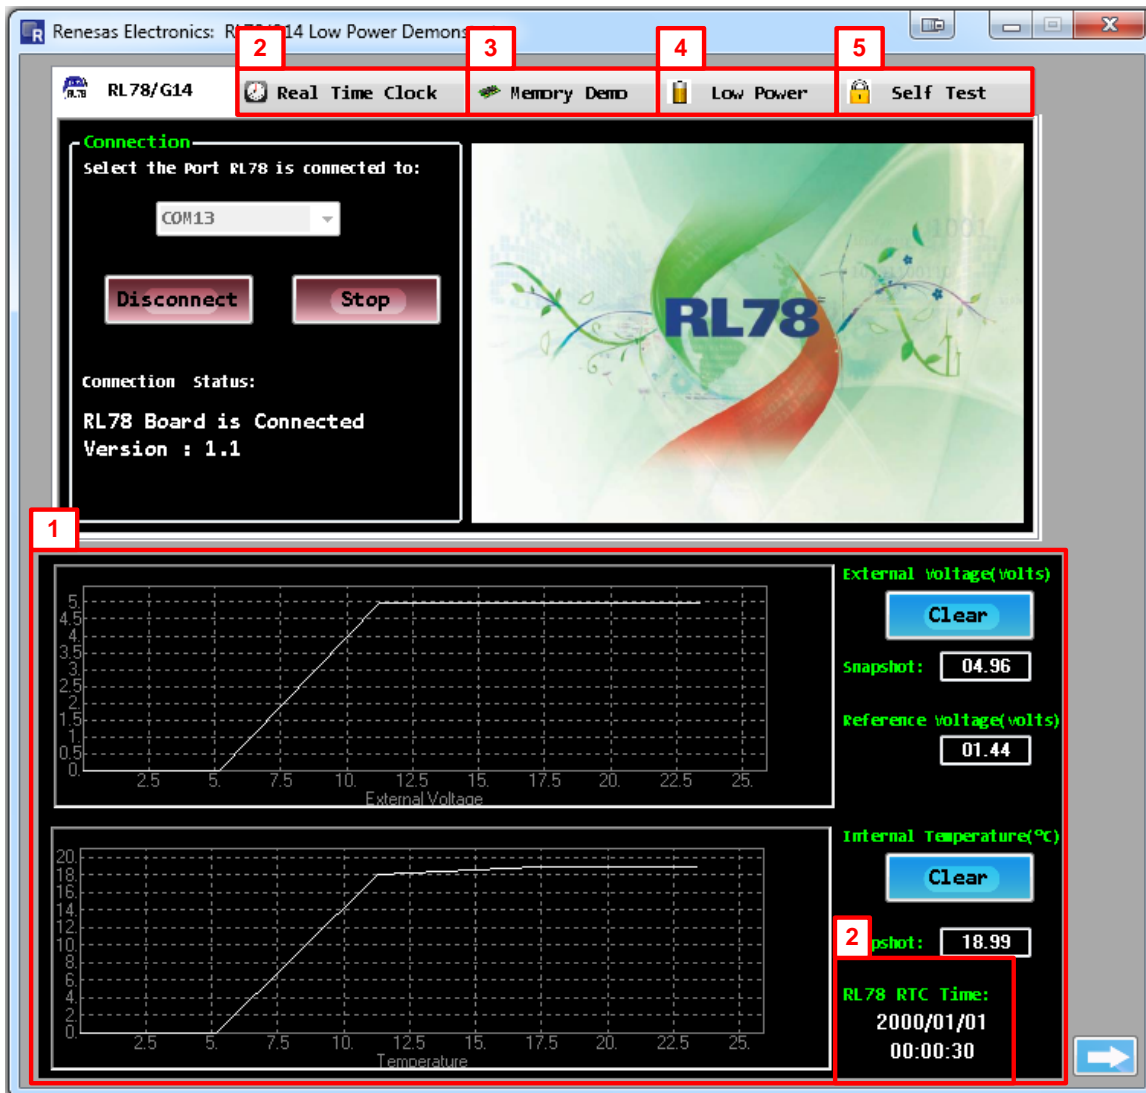 Renesas Electronics: RL78/G14 Low Power Demons
2
3
4
5
RL78/G14
Real Time Clock
Memory Demo
Low Power
Self Test
Connection
Select the Port RL78 is connected to:
COM13
Disconnect
Stop
Connection Status:
RL78 Board is Connected
Version : 1.1
RL78
1001
1
5.
4.5
4.
3.5
3.
2.5
2.
1.5
1.
0.5
0.
2.5
5.
7.5
10.
12.5
15.
17.5
20.
22.5
25.
External Voltage
External Voltage(Volts)
Clear
Snapshot: 04.96
Reference Voltage(Volts)
01.44
20.
18.
16.
14.
12.
10.
8.
6.
4.
2.
0.
2.5
5.
7.5
10.
12.5
15.
17.5
20.
22.5
25.
Temperature
Internal Temperature(°C)
Clear
2
pshot: 18.99
RL78 RTC Time:
2000/01/01
00:00:30